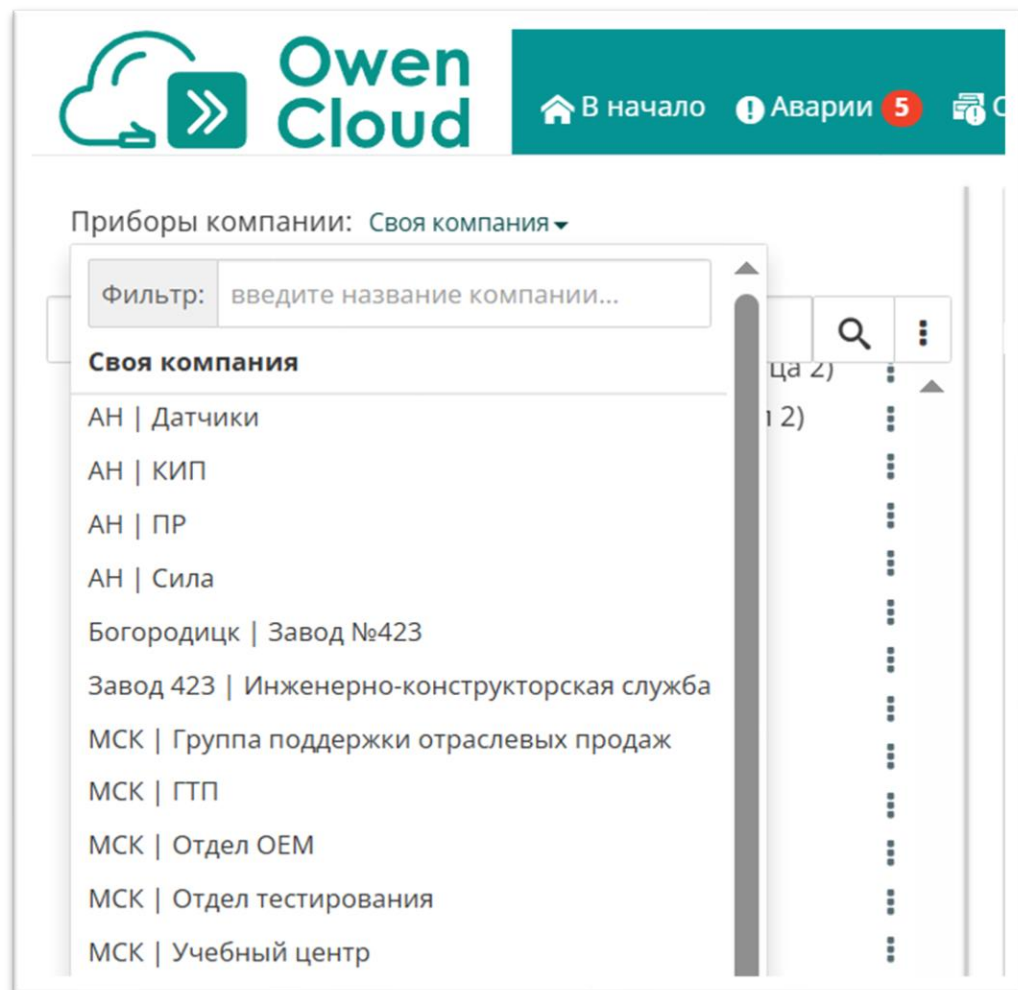 Owen
Cloud
В начало Аварии 5
Приборы компании: Своя компания
Фильтр: введите название компании...
Своя компания
2)
АН | Датчики
2)
АН | КИП
АН | ПР
АН | Сила
Богородицк | Завод №423
Завод 423 | Инженерно-конструкторская служба
МСК | Группа поддержки отраслевых продаж
МСК | ГТП
МСК | Отдел ОЕМ
МСК | Отдел тестирования
МСК | Учебный центр